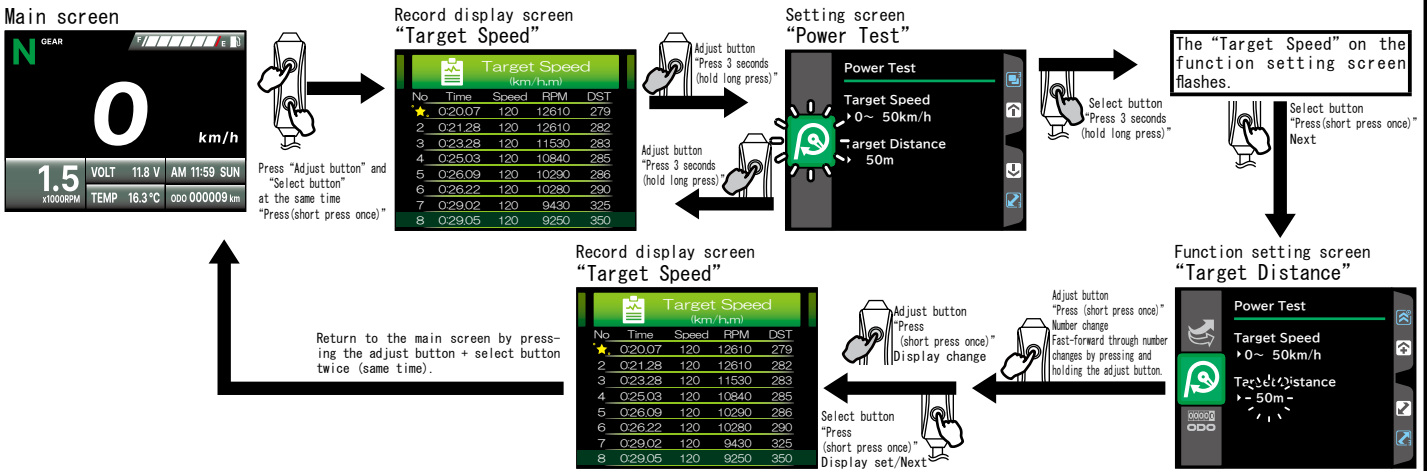 Main screen
N GEAR F E
0 km/h
1.5 x1000RPM
VOLT 11.8 V AM 11:59 SUN
TEMP 16.3 °C ODO 000009 km
Press “Adjust button” and
“Select button”
at the same time
“Press(short press once)”
Record display screen
“Target Speed”
Target Speed
(km/h,m)
No Time Speed RPM DST
0:20,07 120 12610 279
2 0:21,28 120 12610 282
3 0:23,28 120 11530 283
4 0:25,03 120 10840 285
5 0:26,09 120 10290 286
6 0:26,22 120 10280 290
7 0:29,02 120 9430 325
8 0:29,05 120 9250 350
Adjust button
“Press 3 seconds
(hold long press)”
Adjust button
“Press 3 seconds
(hold long press)”
Setting screen
“Power Test”
Power Test
Target Speed
0~ 50km/h
Target Distance
50m
Select button
“Press 3 seconds
(hold long press)”
The “Target Speed” on the
function setting screen
flashes.
Select button
“Press(short press once)”
Next
Function setting screen
“Target Distance”
Power Test
Target Speed
0~ 50km/h
Target Distance
50m
00000
ODO
Adjust button
“Press (short press once)”
Number change
Fast-forward through number
changes by pressing and
holding the adjust button.
Adjust button
“Press
(short press once)”
Display change
Select button
“Press
(short press once)”
Display set/Next
Record display screen
“Target Speed”
Target Speed
(km/h,m)
No Time Speed RPM DST
0:20,07 120 12610 279
2 0:21,28 120 12610 282
3 0:23,28 120 11530 283
4 0:25,03 120 10840 285
5 0:26,09 120 10290 286
6 0:26,22 120 10280 290
7 0:29,02 120 9430 325
8 0:29,05 120 9250 350
Return to the main screen by press-
ing the adjust button + select button
twice (same time).